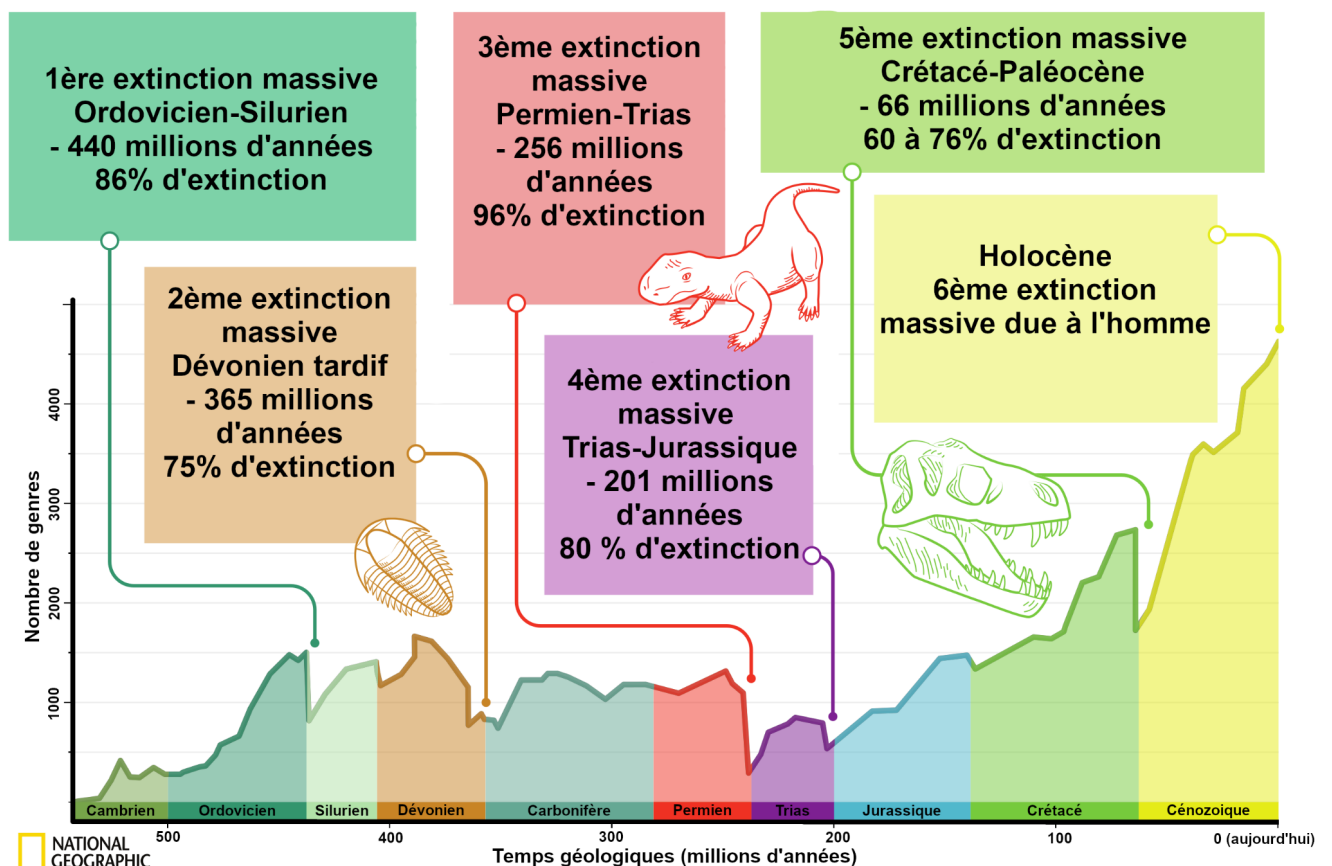 1ère extinction massive
Ordovicien-Silurien
- 440 millions d'années
86% d'extinction
2ème extinction
massive
Dévonien tardif
- 365 millions
d'années
75% d'extinction
3ème extinction
massive
Permien-Trias
- 256 millions
d'années
96% d'extinction
4ème extinction
massive
Trias-Jurassique
- 201 millions
d'années
80 % d'extinction
5ème extinction massive
Crétacé-Paléocène
- 66 millions d'années
60 à 76% d'extinction
Holocène
6ème extinction
massive due à l'homme
Nombre de genres
4000
3000
2000
1000
Cambrien
Ordovicien
Silurien
Dévonien
Carbonifère
Permien
Trias
Jurassique
Crétacé
Cénozoique
500
400
300
200
100
0 (aujourd'hui)
Temps géologiques (millions d'années)
NATIONAL
GEOGRAPHIC